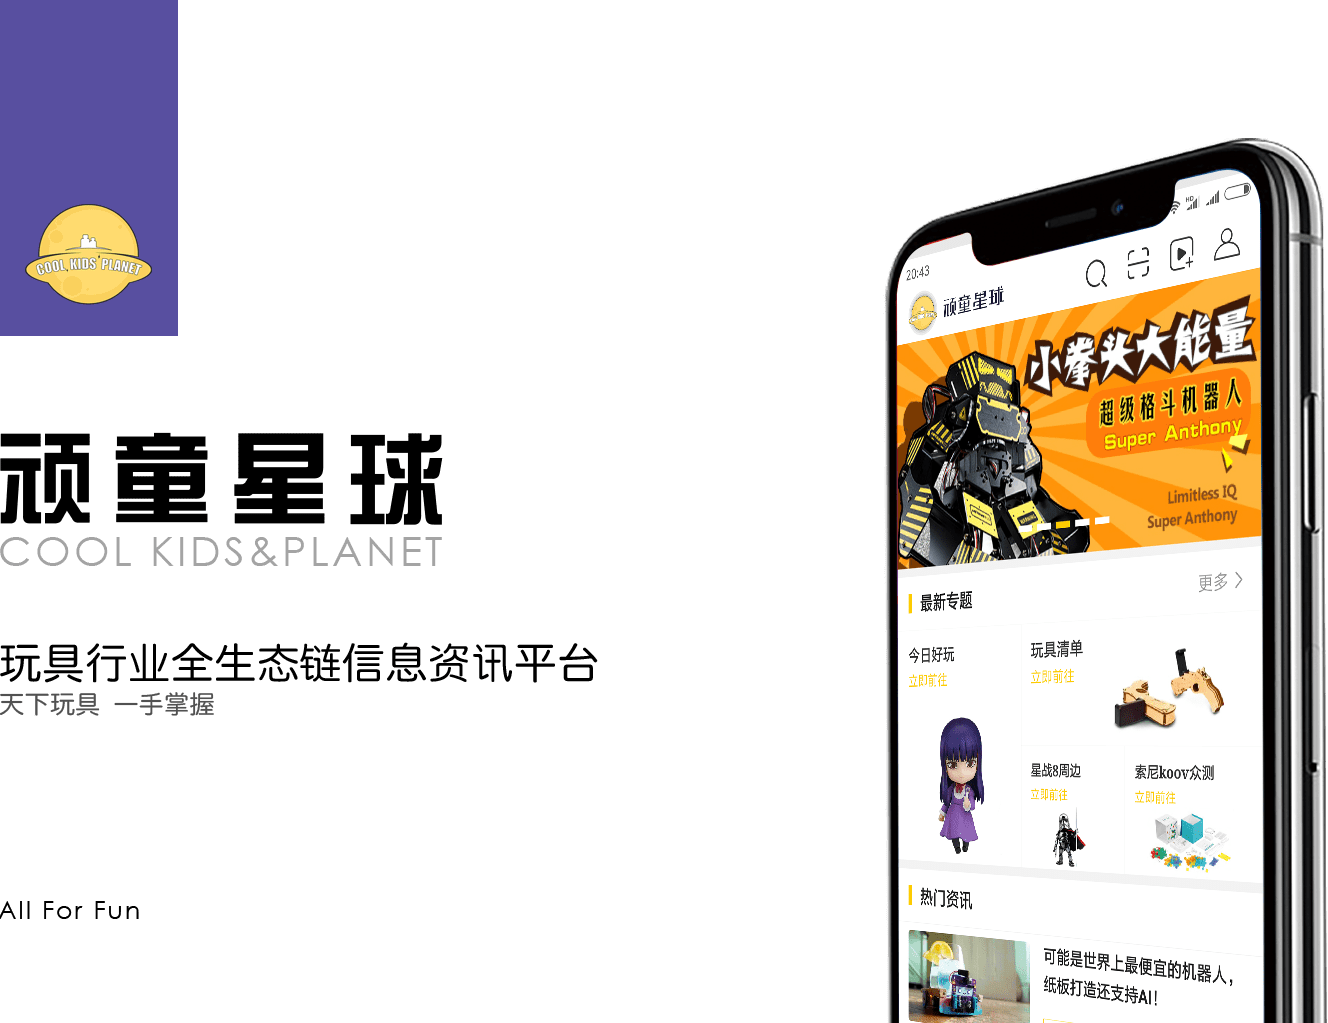 COOL KIDS PLANET
顽童星球
COOL KIDS&PLANET
玩具行业全生态链信息资讯平台
天下玩具 一手掌握
All For Fun
20:43
HD
顽童星球
小拳头大能量
超级格斗机器人
Super Anthony
Limitless IQ
Super Anthony
最新专题
更多
今日好玩
立即前往
玩具清单
立即前往
星战8周边
立即前往
索尼koov众测
立即前往
热门资讯
可能是世界上最便宜的机器人，
纸板打造还支持AI！